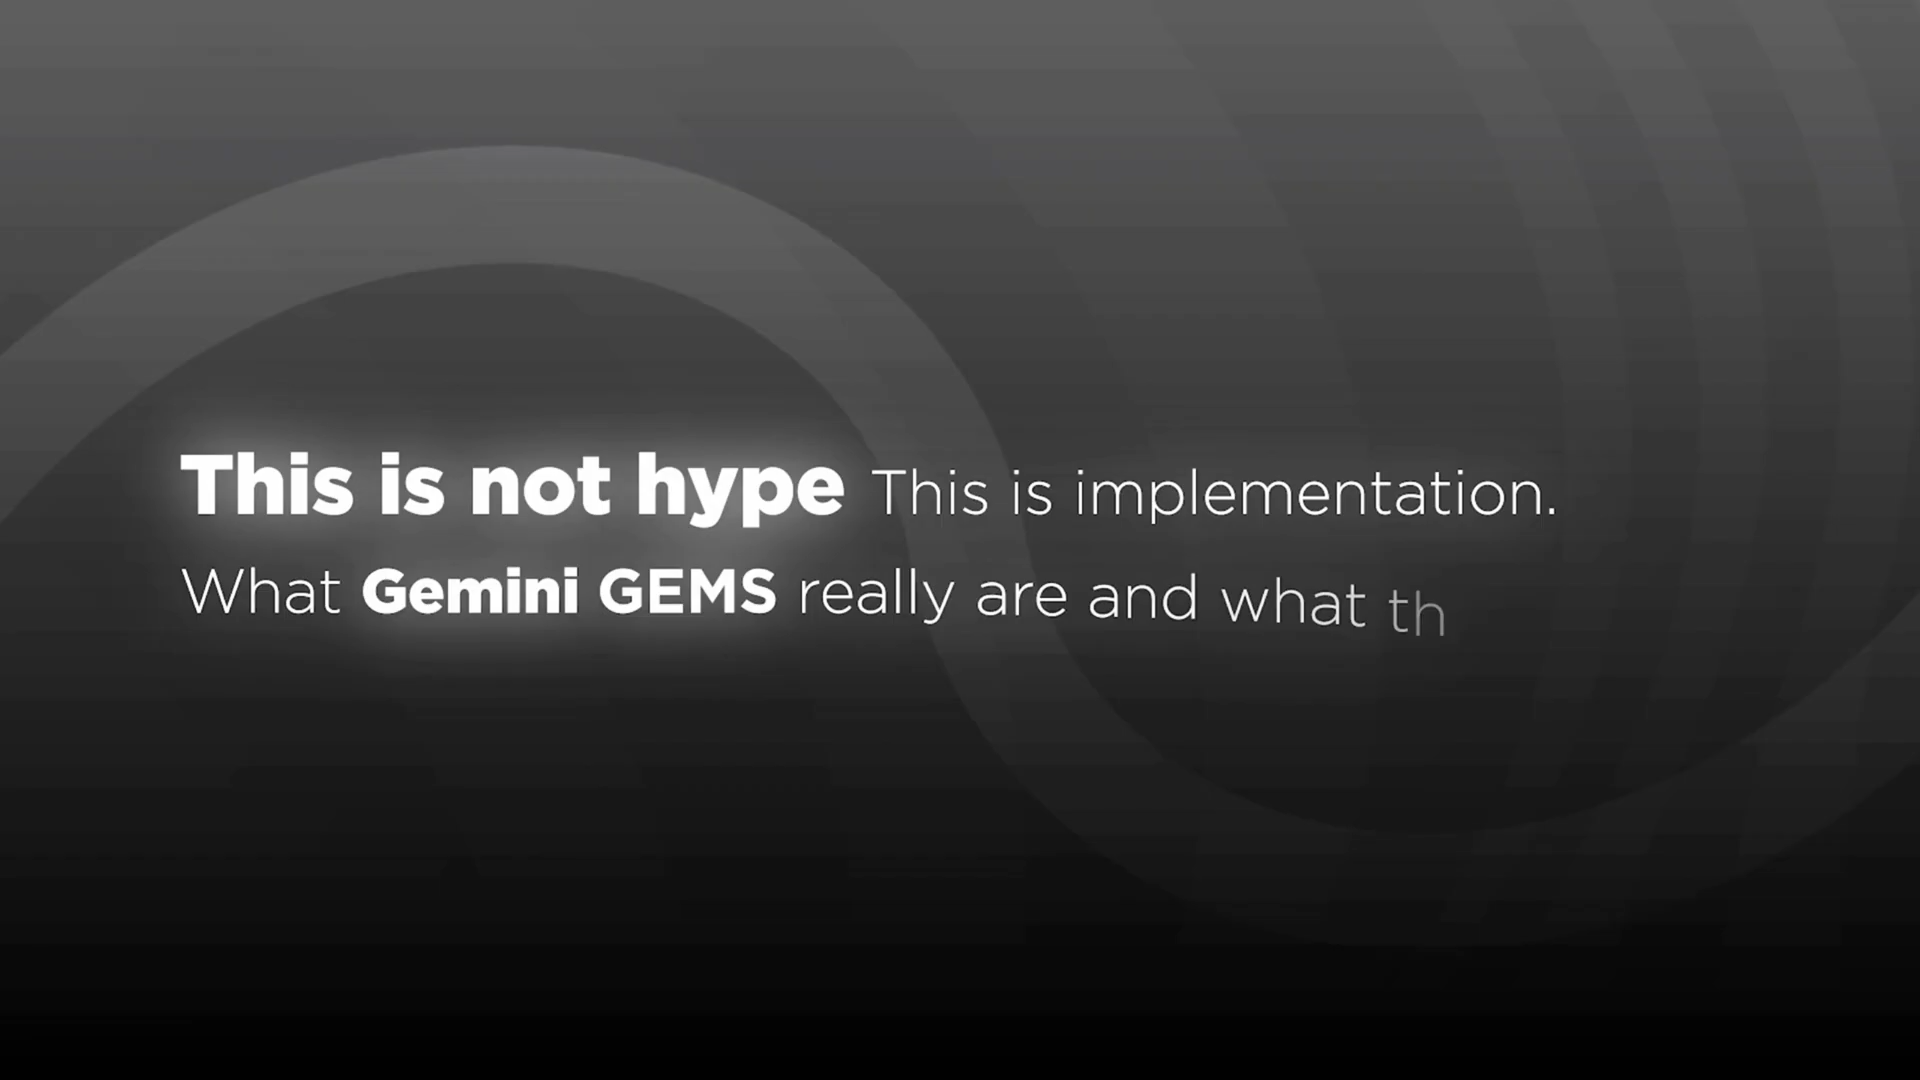 This is not hype This is implementation.
What Gemini GEMS really are and what th